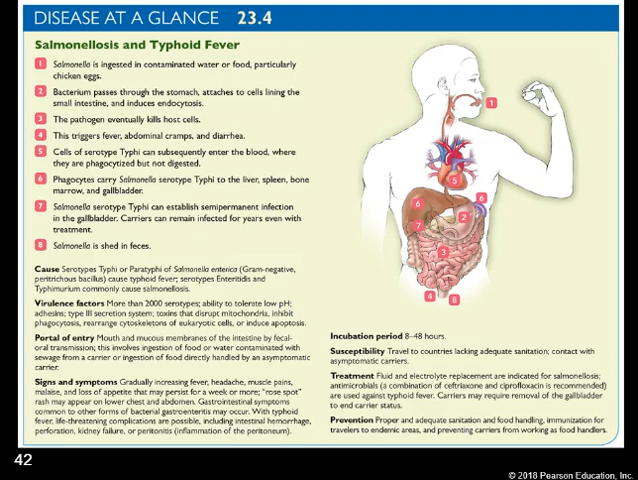 DISEASE AT A GLANCE 23.4
Salmonellosis and Typhoid Fever
1 Salmonella is ingested in contaminated water or food, particularly
chicken eggs.
2 Bacterium passes through the stomach, attaches to cells lining the
small intestine, and induces endocytosis.
3 The pathogen eventually kills host cells.
4 This triggers fever, abdominal cramps, and diarrhea.
5 Cells of serotype Typhi can subsequently enter the blood, where
they are phagocytized but not digested.
6 Phagocytes carry Salmonella serotype Typhi to the liver, spleen, bone
marrow, and gallbladder.
7 Salmonella serotype Typhi can establish semipermanent infection
in the gallbladder. Carriers can remain infected for years even with
treatment.
8 Salmonella is shed in feces.
Cause Serotypes Typhi or Paratyphi of Salmonella enterica (Gram-negative,
peritrichous bacillus) cause typhoid fever; serotypes Enteritidis and
Typhimurium commonly cause salmonellosis.
Virulence factors More than 2000 serotypes; ability to tolerate low pH;
adhesins; type III secretion system; toxins that disrupt mitochondria, inhibit
phagocytosis, rearrange cytoskeletons of eukaryotic cells, or induce apoptosis.
Portal of entry Mouth and mucous membranes of the intestine by fecal-
oral transmission; this involves ingestion of food or water contaminated with
sewage from a carrier or ingestion of food directly handled by an asymptomatic
carrier.
Signs and symptoms Gradually increasing fever, headache, muscle pains,
malaise, and loss of appetite that may persist for a week or more; "rose spot"
rash may appear on lower chest and abdomen. Gastrointestinal symptoms
common to other forms of bacterial gastroenteritis may occur. With typhoid
fever, life-threatening complications are possible, including intestinal hemorrhage,
perforation, kidney failure, or peritonitis (inflammation of the peritoneum).
1
5
6
6
2
7
3
4
8
Incubation period 8–48 hours.
Susceptibility Travel to countries lacking adequate sanitation; contact with
asymptomatic carriers.
Treatment Fluid and electrolyte replacement are indicated for salmonellosis;
antimicrobials (a combination of ceftriaxone and ciprofloxacin is recommended)
are used against typhoid fever. Carriers may require removal of the gallbladder
to end carrier status.
Prevention Proper and adequate sanitation and food handling, immunization for
travelers to endemic areas, and preventing carriers from working as food handlers.
42
© 2018 Pearson Education, Inc.